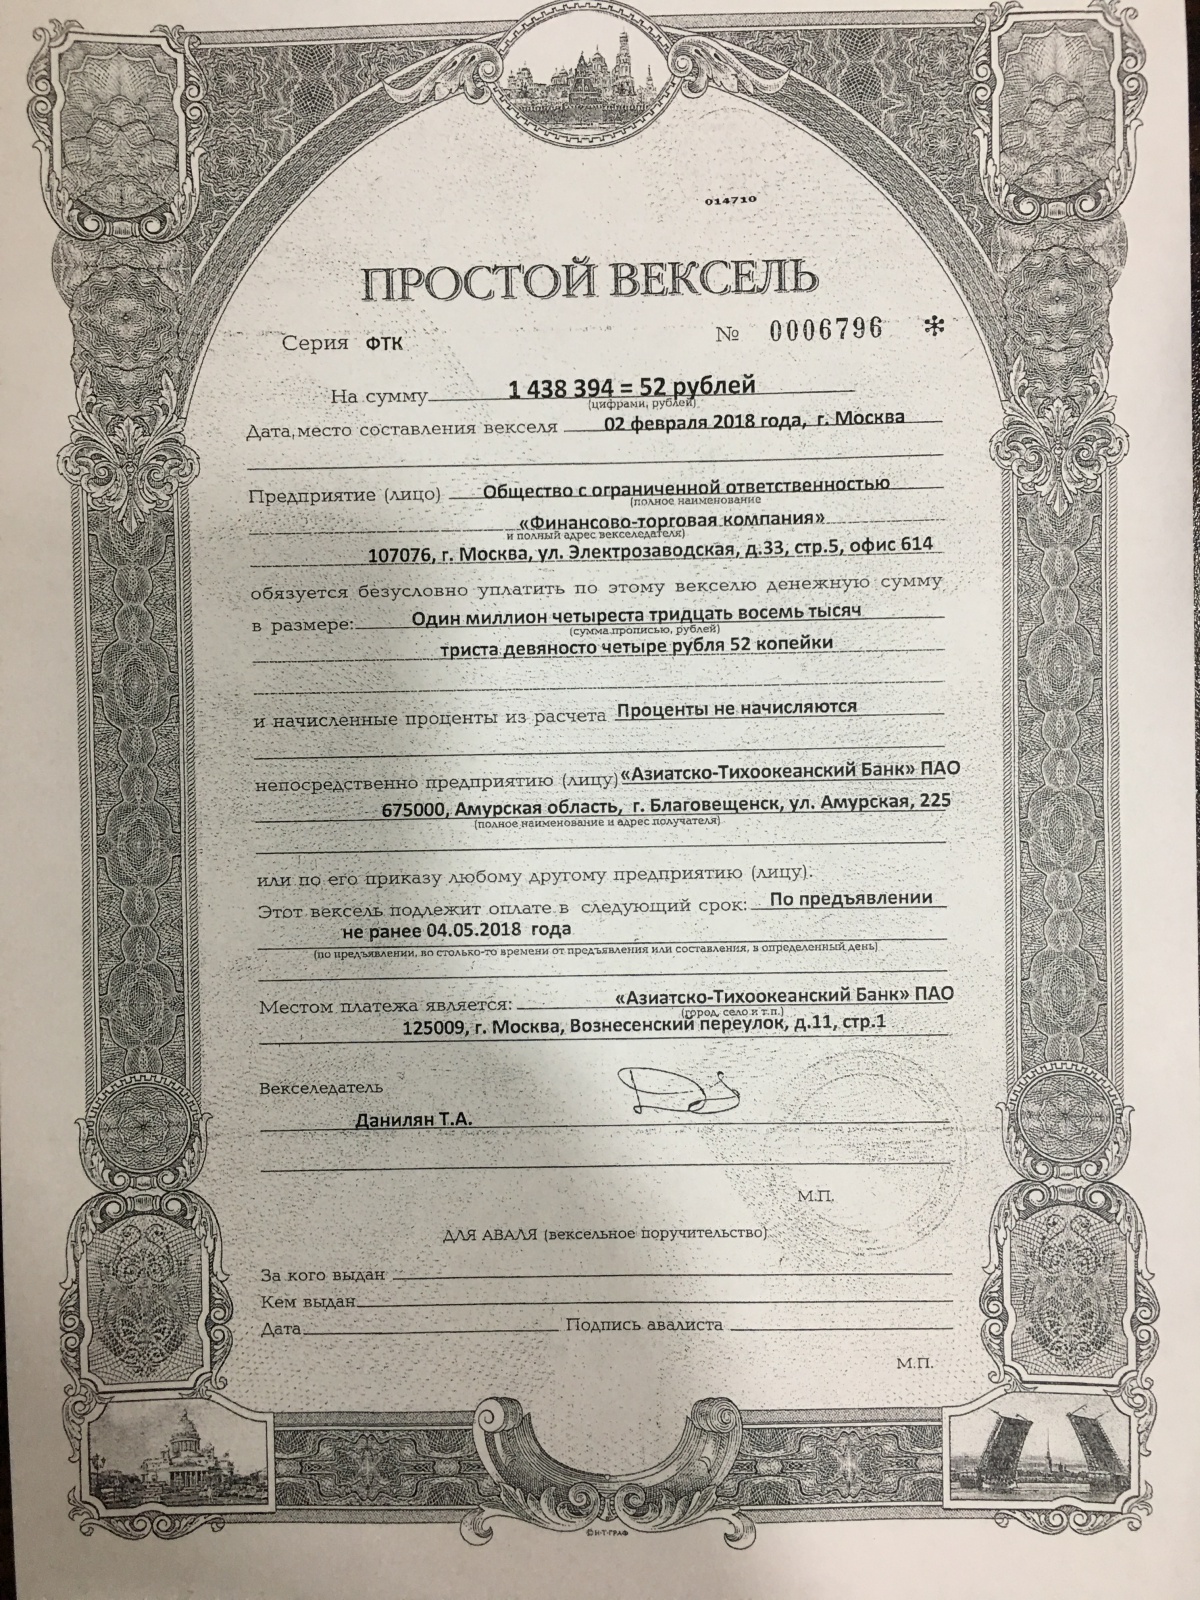 014710
ПРОСТОЙ ВЕКСЕЛЬ
Серия ФТК № 0006796 *
На сумму 1 438 394 = 52 рублей
(цифрами, рублей)
Дата, место составления векселя 02 февраля 2018 года, г. Москва
Предприятие (лицо) Общество с ограниченной ответственностью
(полное наименование
«Финансово-торговая компания»
и полный адрес векселедателя)
107076, г. Москва, ул. Электрозаводская, д.33, стр.5, офис 614
обязуется безусловно уплатить по этому векселю денежную сумму
в размере: Один миллион четыреста тридцать восемь тысяч
(сумма прописью, рублей)
триста девяносто четыре рубля 52 копейки
и начисленные проценты из расчета Проценты не начисляются
непосредственно предприятию (лицу) «Азиатско-Тихоокеанский Банк» ПАО
675000, Амурская область, г. Благовещенск, ул. Амурская, 225
(полное наименование и адрес получателя)
или по его приказу любому другому предприятию (лицу).
Этот вексель подлежит оплате в следующий срок: По предъявлении
не ранее 04.05.2018 года
(по предъявлении, во столько-то времени от предъявления или составления, в определенный день)
Местом платежа является: «Азиатско-Тихоокеанский Банк» ПАО
(город, село и т.п.)
125009, г. Москва, Вознесенский переулок, д.11, стр.1
Векселедатель
Данилян Т.А.
М.П.
ДЛЯ АВАЛЯ (вексельное поручительство)
За кого выдан
Кем выдан
Дата Подпись авалиста
М.П.
©Н·Т·ГРАФ